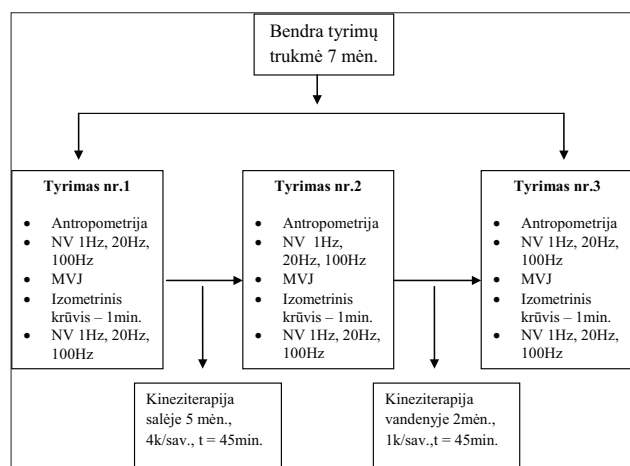 Bendra tyrimų
trukmė 7 mėn.
Tyrimas nr.1
• Antropometrija
• NV 1Hz, 20Hz,
100Hz
• MVJ
• Izometrinis
krūvis – 1min.
• NV 1Hz, 20Hz,
100Hz
Tyrimas nr.2
• Antropometrija
• NV 1Hz,
20Hz, 100Hz
• MVJ
• Izometrinis
krūvis – 1min.
• NV 1Hz, 20Hz,
100Hz
Tyrimas nr.3
• Antropometrija
• NV 1Hz, 20Hz,
100Hz
• MVJ
• Izometrinis
krūvis – 1min.
• NV 1Hz, 20Hz,
100Hz
Kineziterapija
salėje 5 mėn.,
4k/sav., t = 45min.
Kineziterapija
vandenyje 2mėn.,
1k/sav.,t = 45min.